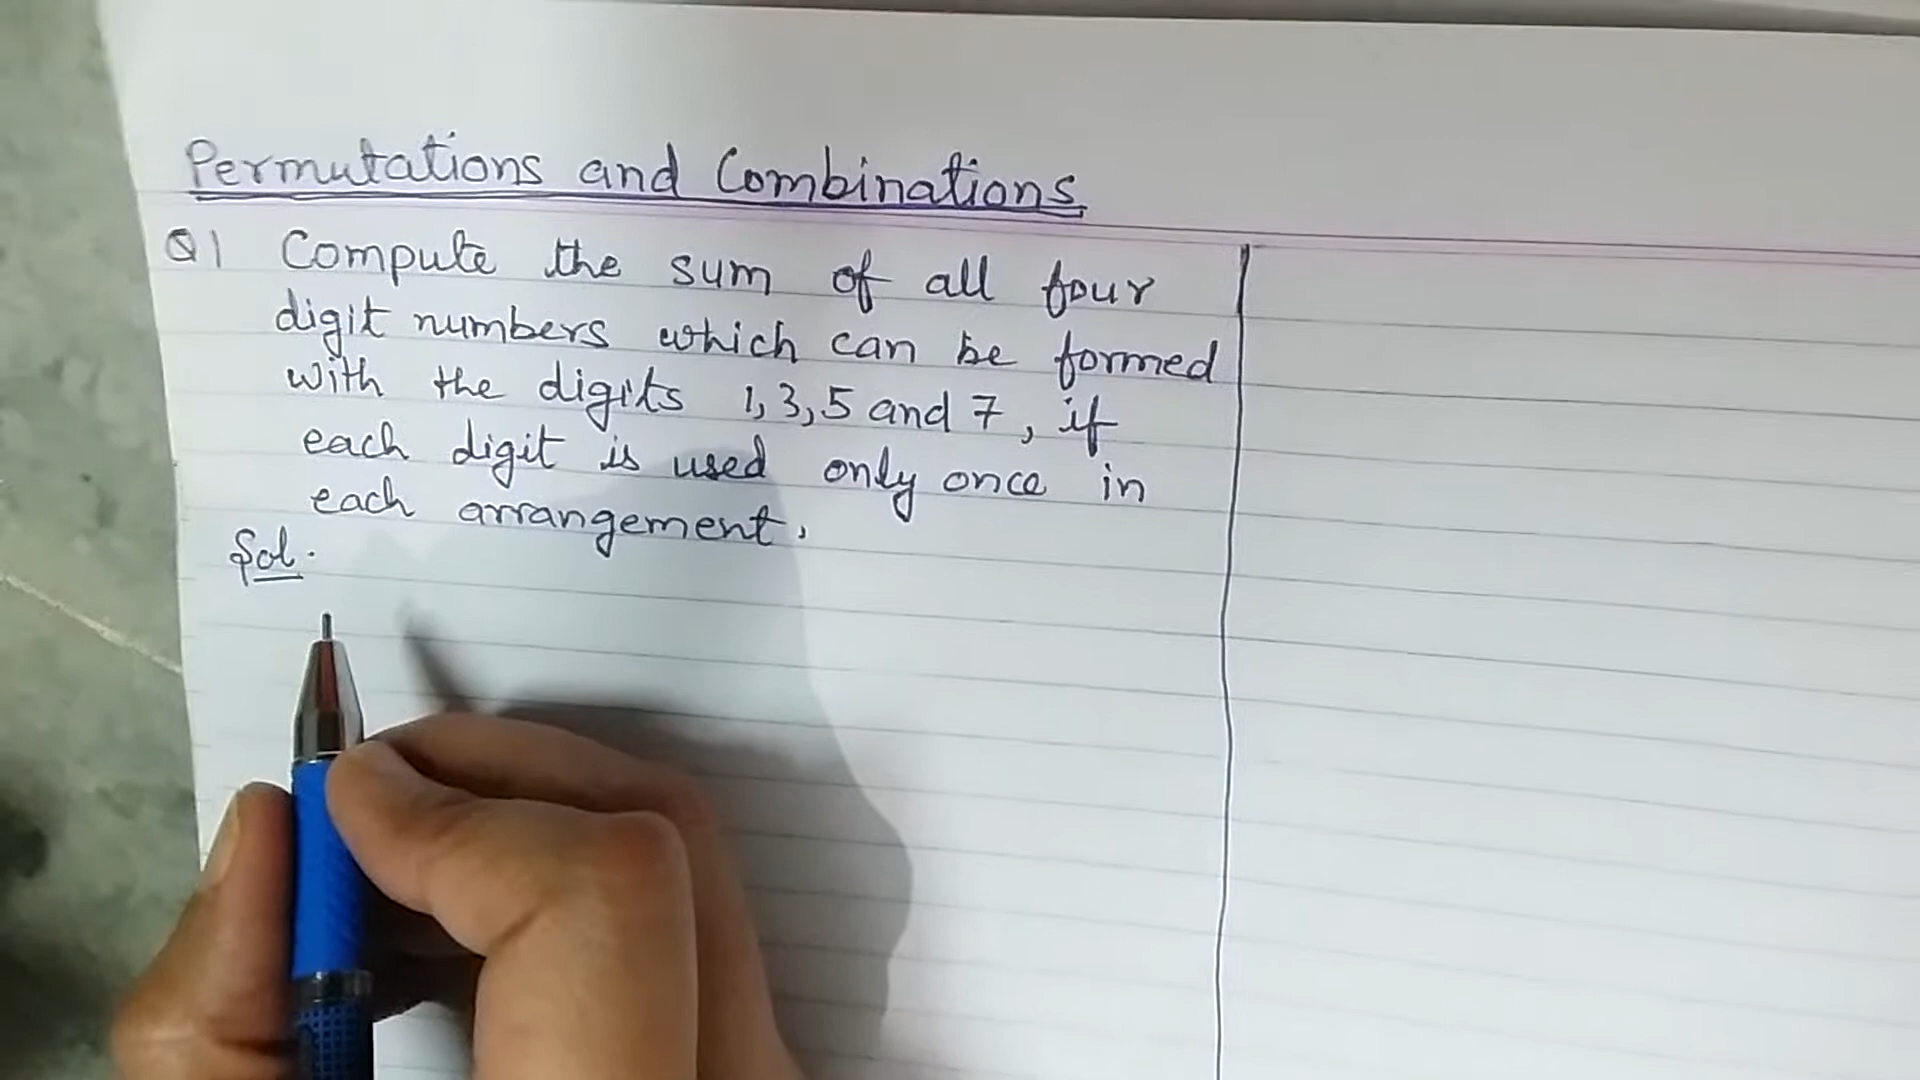 Permutations and Combinations
Q1 Compute the sum of all four
digit numbers which can be formed
with the digits 1, 3, 5 and 7, if
each digit is used only once in
each arrangement.
Sol.